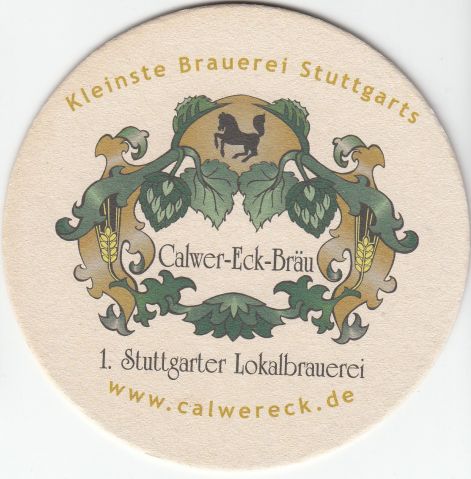 Kleinste Brauerei Stuttgarts
Calwer-Eck-Bräu
1. Stuttgarter Lokalbrauerei
www.calwereck.de